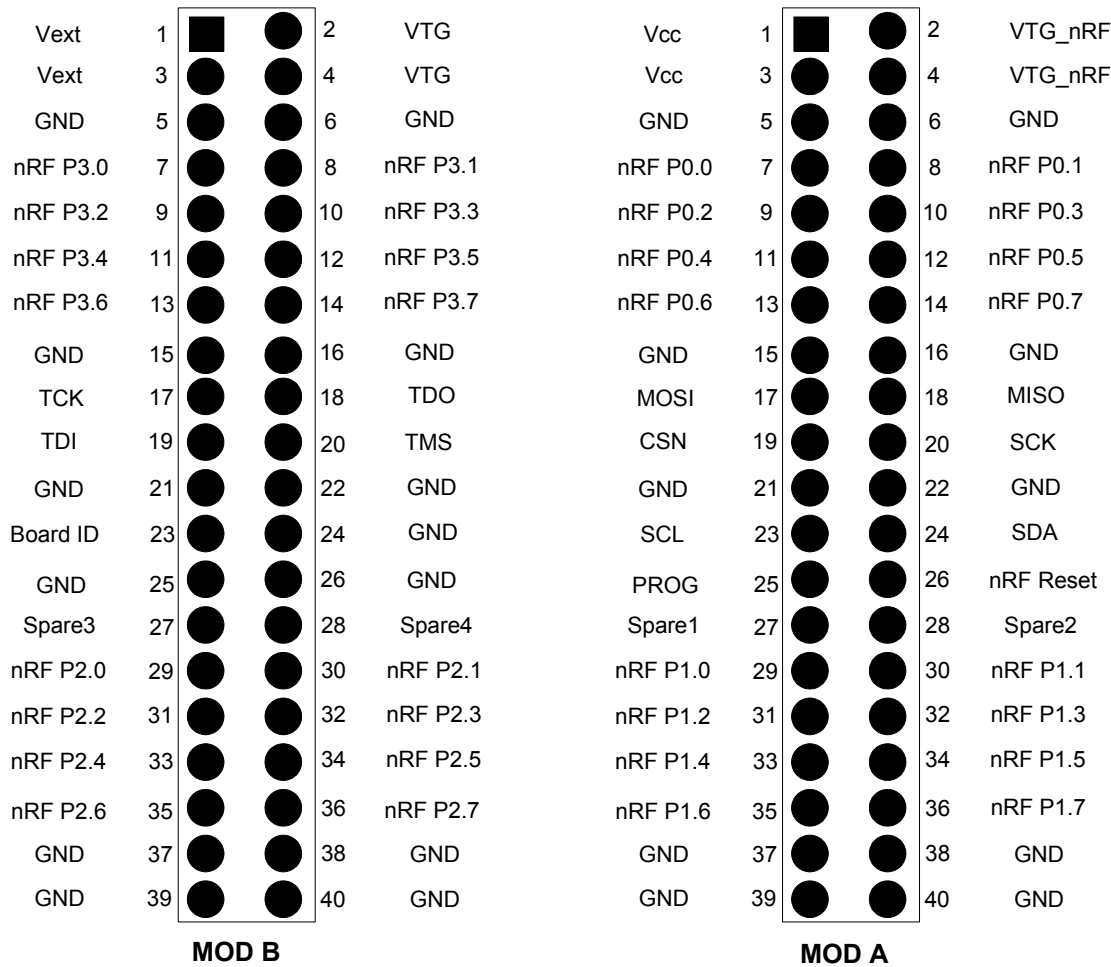 Vext 1 2 VTG Vcc 1 2 VTG_nRF
Vext 3 4 VTG Vcc 3 4 VTG_nRF
GND 5 6 GND GND 5 6 GND
nRF P3.0 7 8 nRF P3.1 nRF P0.0 7 8 nRF P0.1
nRF P3.2 9 10 nRF P3.3 nRF P0.2 9 10 nRF P0.3
nRF P3.4 11 12 nRF P3.5 nRF P0.4 11 12 nRF P0.5
nRF P3.6 13 14 nRF P3.7 nRF P0.6 13 14 nRF P0.7
GND 15 16 GND GND 15 16 GND
TCK 17 18 TDO MOSI 17 18 MISO
TDI 19 20 TMS CSN 19 20 SCK
GND 21 22 GND GND 21 22 GND
Board ID 23 24 GND SCL 23 24 SDA
GND 25 26 GND PROG 25 26 nRF Reset
Spare3 27 28 Spare4 Spare1 27 28 Spare2
nRF P2.0 29 30 nRF P2.1 nRF P1.0 29 30 nRF P1.1
nRF P2.2 31 32 nRF P2.3 nRF P1.2 31 32 nRF P1.3
nRF P2.4 33 34 nRF P2.5 nRF P1.4 33 34 nRF P1.5
nRF P2.6 35 36 nRF P2.7 nRF P1.6 35 36 nRF P1.7
GND 37 38 GND GND 37 38 GND
GND 39 40 GND GND 39 40 GND
MOD B MOD A